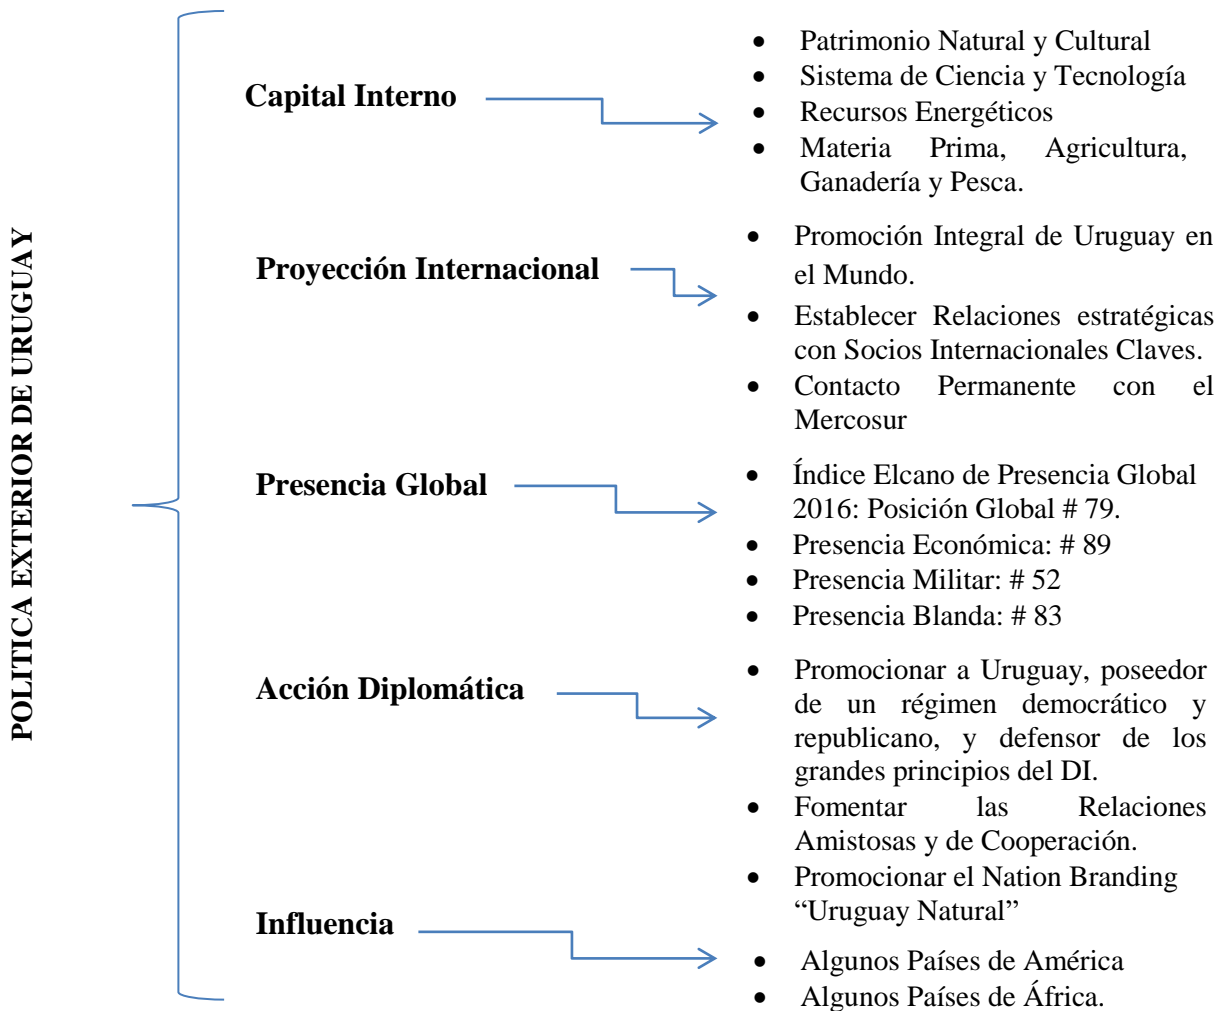 POLITICA EXTERIOR DE URUGUAY
Capital Interno
• Patrimonio Natural y Cultural
• Sistema de Ciencia y Tecnología
• Recursos Energéticos
• Materia Prima, Agricultura,
Ganadería y Pesca.
Proyección Internacional
• Promoción Integral de Uruguay en
el Mundo.
• Establecer Relaciones estratégicas
con Socios Internacionales Claves.
• Contacto Permanente con el
Mercosur
Presencia Global
• Índice Elcano de Presencia Global
2016: Posición Global # 79.
• Presencia Económica: # 89
• Presencia Militar: # 52
• Presencia Blanda: # 83
Acción Diplomática
• Promocionar a Uruguay, poseedor
de un régimen democrático y
republicano, y defensor de los
grandes principios del DI.
• Fomentar las Relaciones
Amistosas y de Cooperación.
• Promocionar el Nation Branding
“Uruguay Natural”
Influencia
• Algunos Países de América
• Algunos Países de África.